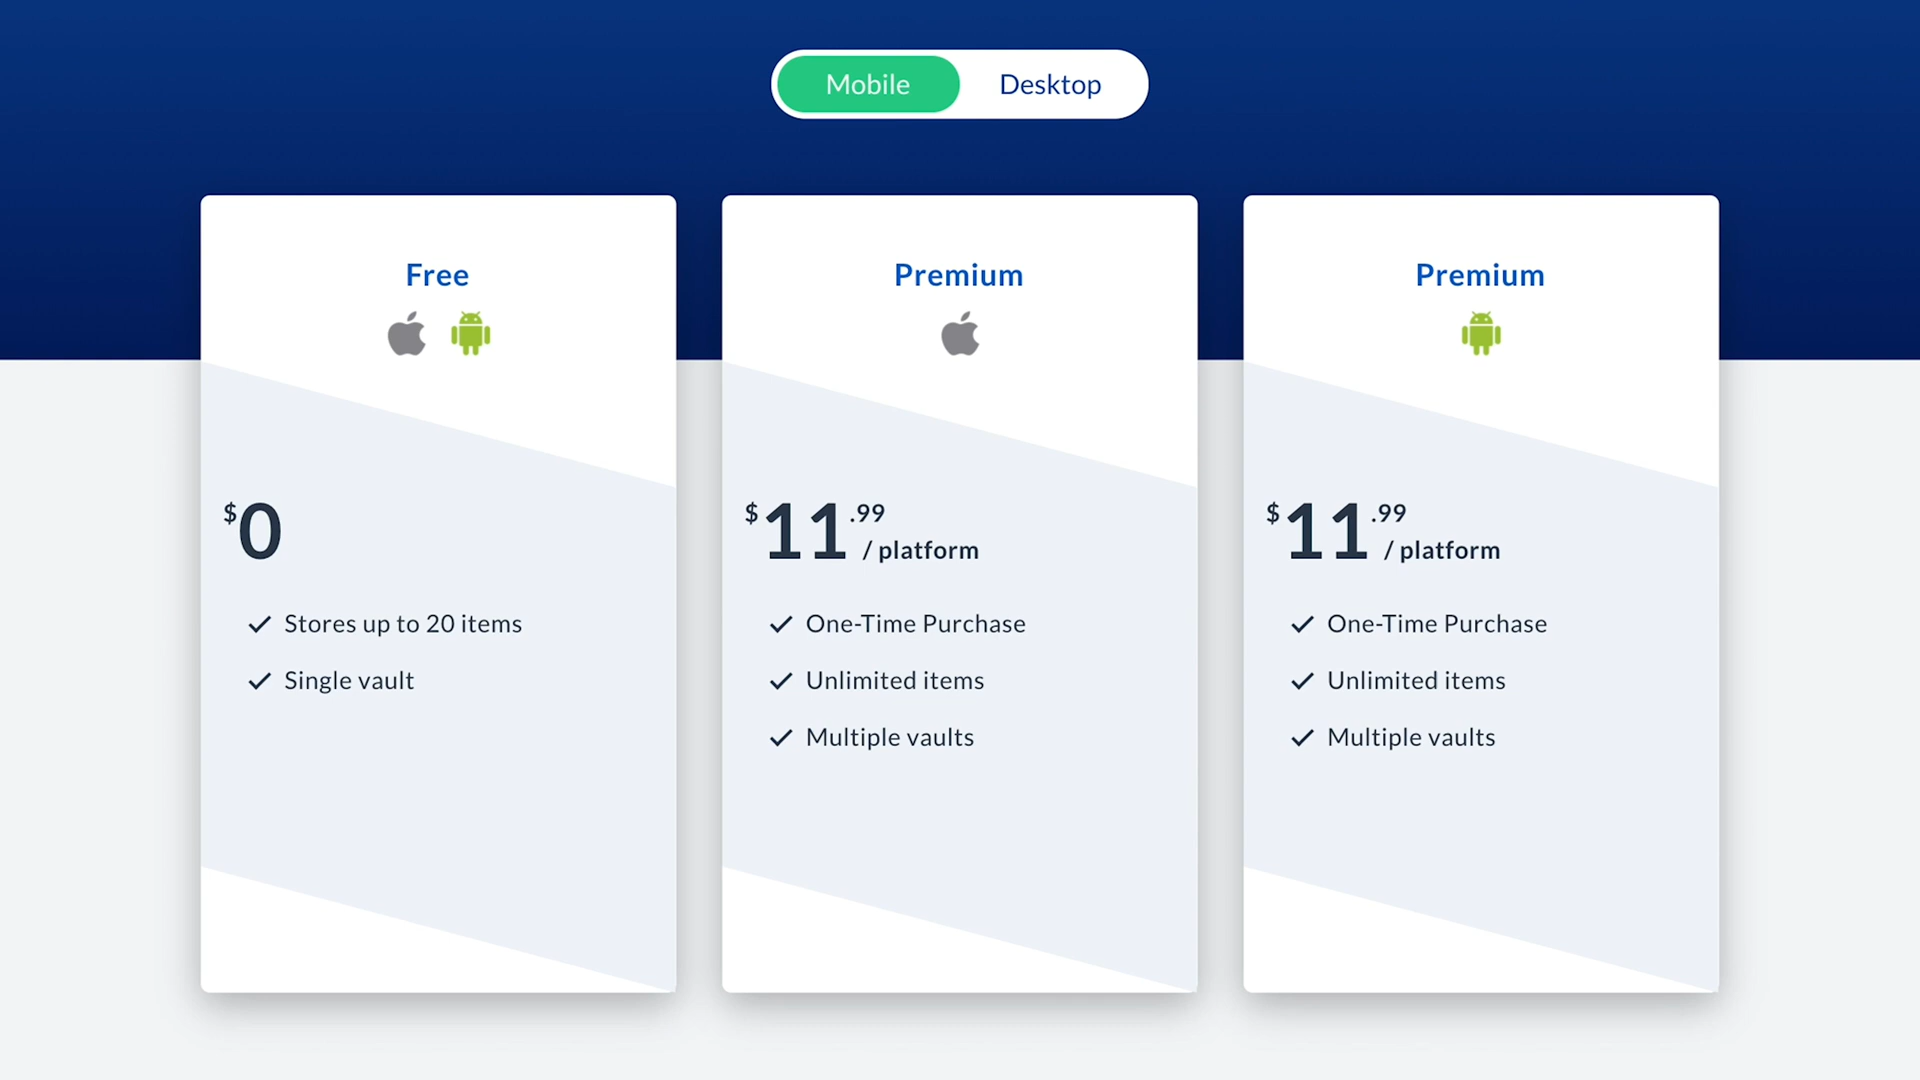 Mobile Desktop
Free
$0
Stores up to 20 items
Single vault
Premium
$11.99
/ platform
One-Time Purchase
Unlimited items
Multiple vaults
Premium
$11.99
/ platform
One-Time Purchase
Unlimited items
Multiple vaults